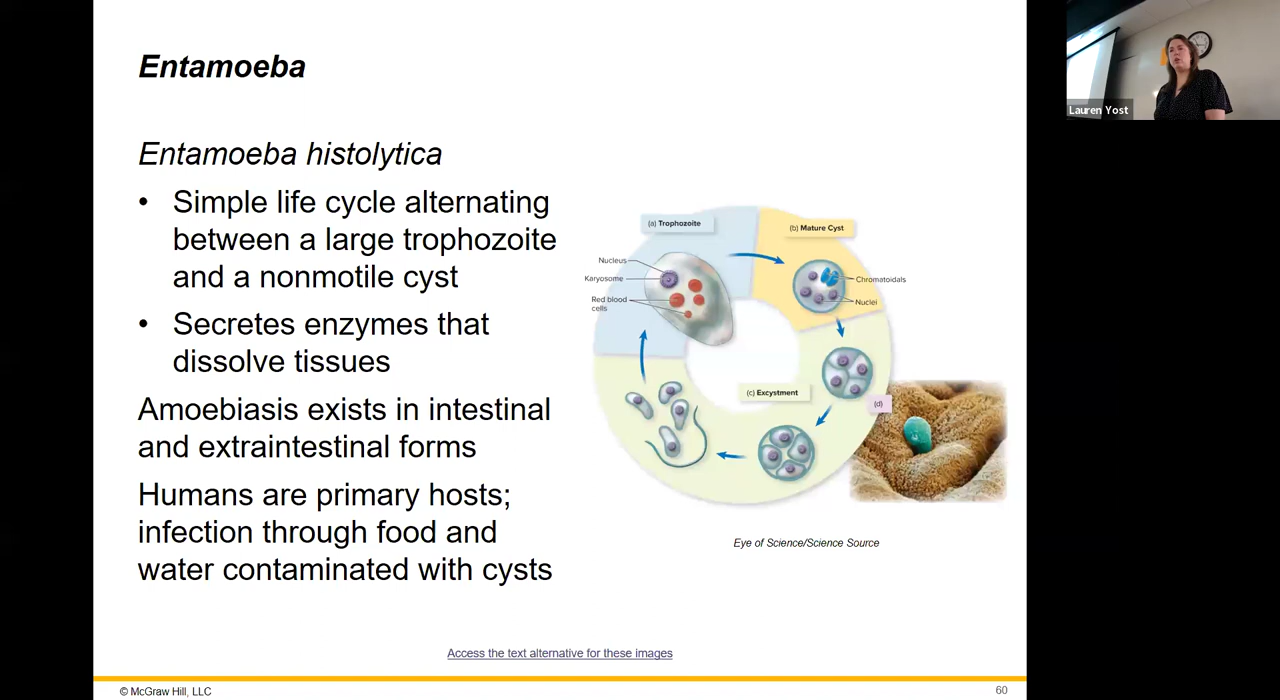 Entamoeba
Entamoeba histolytica
• Simple life cycle alternating
between a large trophozoite
and a nonmotile cyst
• Secretes enzymes that
dissolve tissues
Amoebiasis exists in intestinal
and extraintestinal forms
Humans are primary hosts;
infection through food and
water contaminated with cysts
(a) Trophozoite
Nucleus
Karyosome
Red blood
cells
(b) Mature Cyst
Chromatoidals
Nuclei
(c) Excystment
(d)
Eye of Science/Science Source
Access the text alternative for these images
© McGraw Hill, LLC
60
Lauren Yost